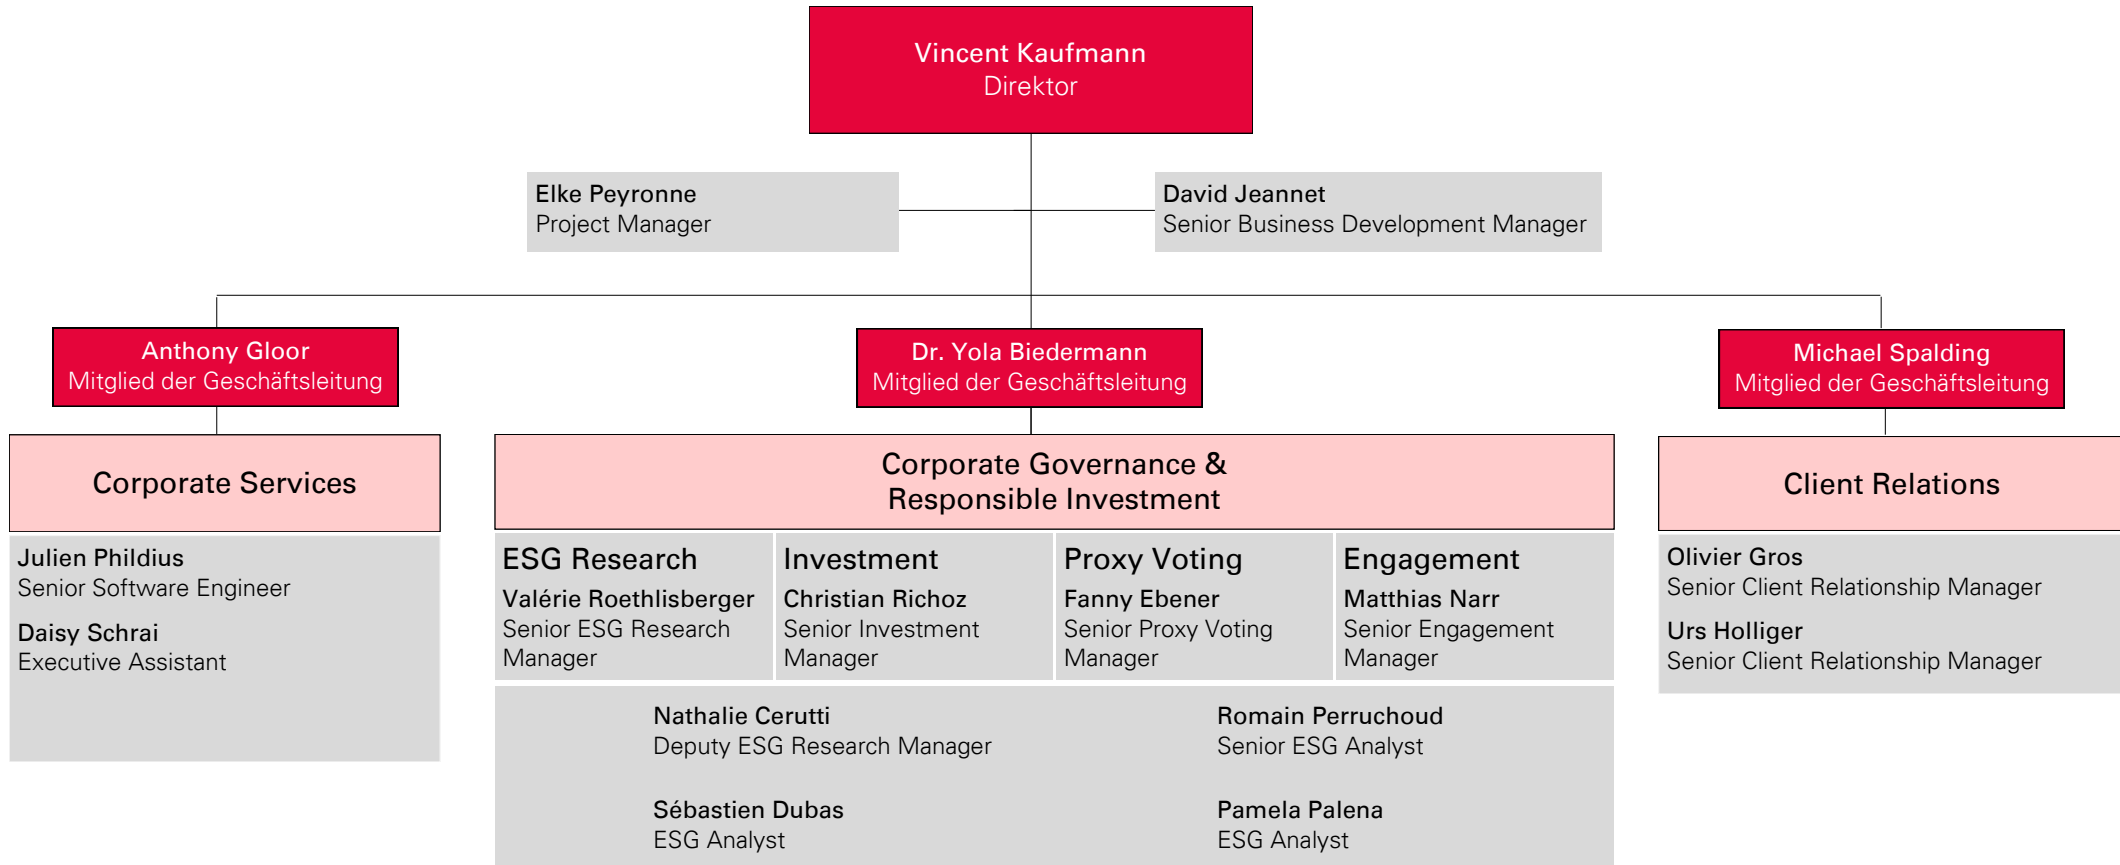 Vincent Kaufmann
Direktor
Elke Peyronne
Project Manager
David Jeannet
Senior Business Development Manager
Anthony Gloor
Mitglied der Geschäftsleitung
Dr. Yola Biedermann
Mitglied der Geschäftsleitung
Michael Spalding
Mitglied der Geschäftsleitung
Corporate Services
Julien Phildius
Senior Software Engineer
Daisy Schrai
Executive Assistant
Corporate Governance &
Responsible Investment
ESG Research
Valérie Roethlisberger
Senior ESG Research
Manager
Investment
Christian Richoz
Senior Investment
Manager
Proxy Voting
Fanny Ebener
Senior Proxy Voting
Manager
Engagement
Matthias Narr
Senior Engagement
Manager
Nathalie Cerutti
Deputy ESG Research Manager
Romain Perruchoud
Senior ESG Analyst
Sébastien Dubas
ESG Analyst
Pamela Palena
ESG Analyst
Client Relations
Olivier Gros
Senior Client Relationship Manager
Urs Holliger
Senior Client Relationship Manager